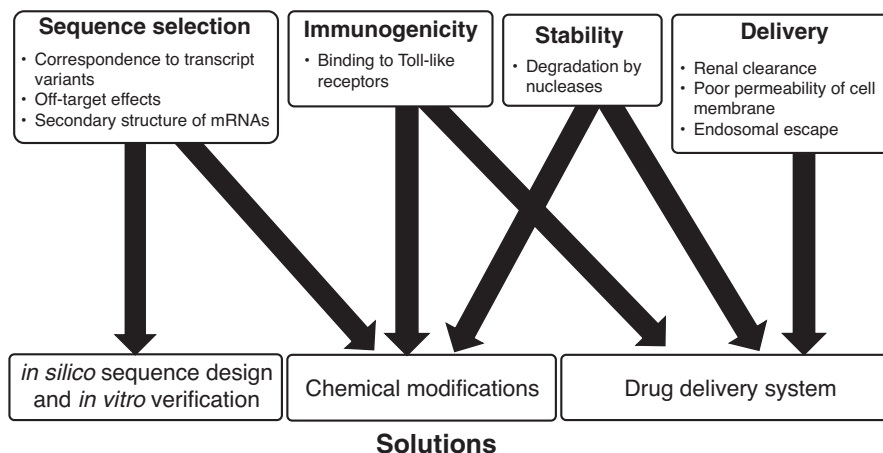 Sequence selection
• Correspondence to transcript
variants
• Off-target effects
• Secondary structure of mRNAs
Immunogenicity
• Binding to Toll-like
receptors
Stability
• Degradation by
nucleases
Delivery
• Renal clearance
• Poor permeability of cell
membrane
• Endosomal escape
in silico sequence design
and in vitro verification
Chemical modifications
Drug delivery system
Solutions